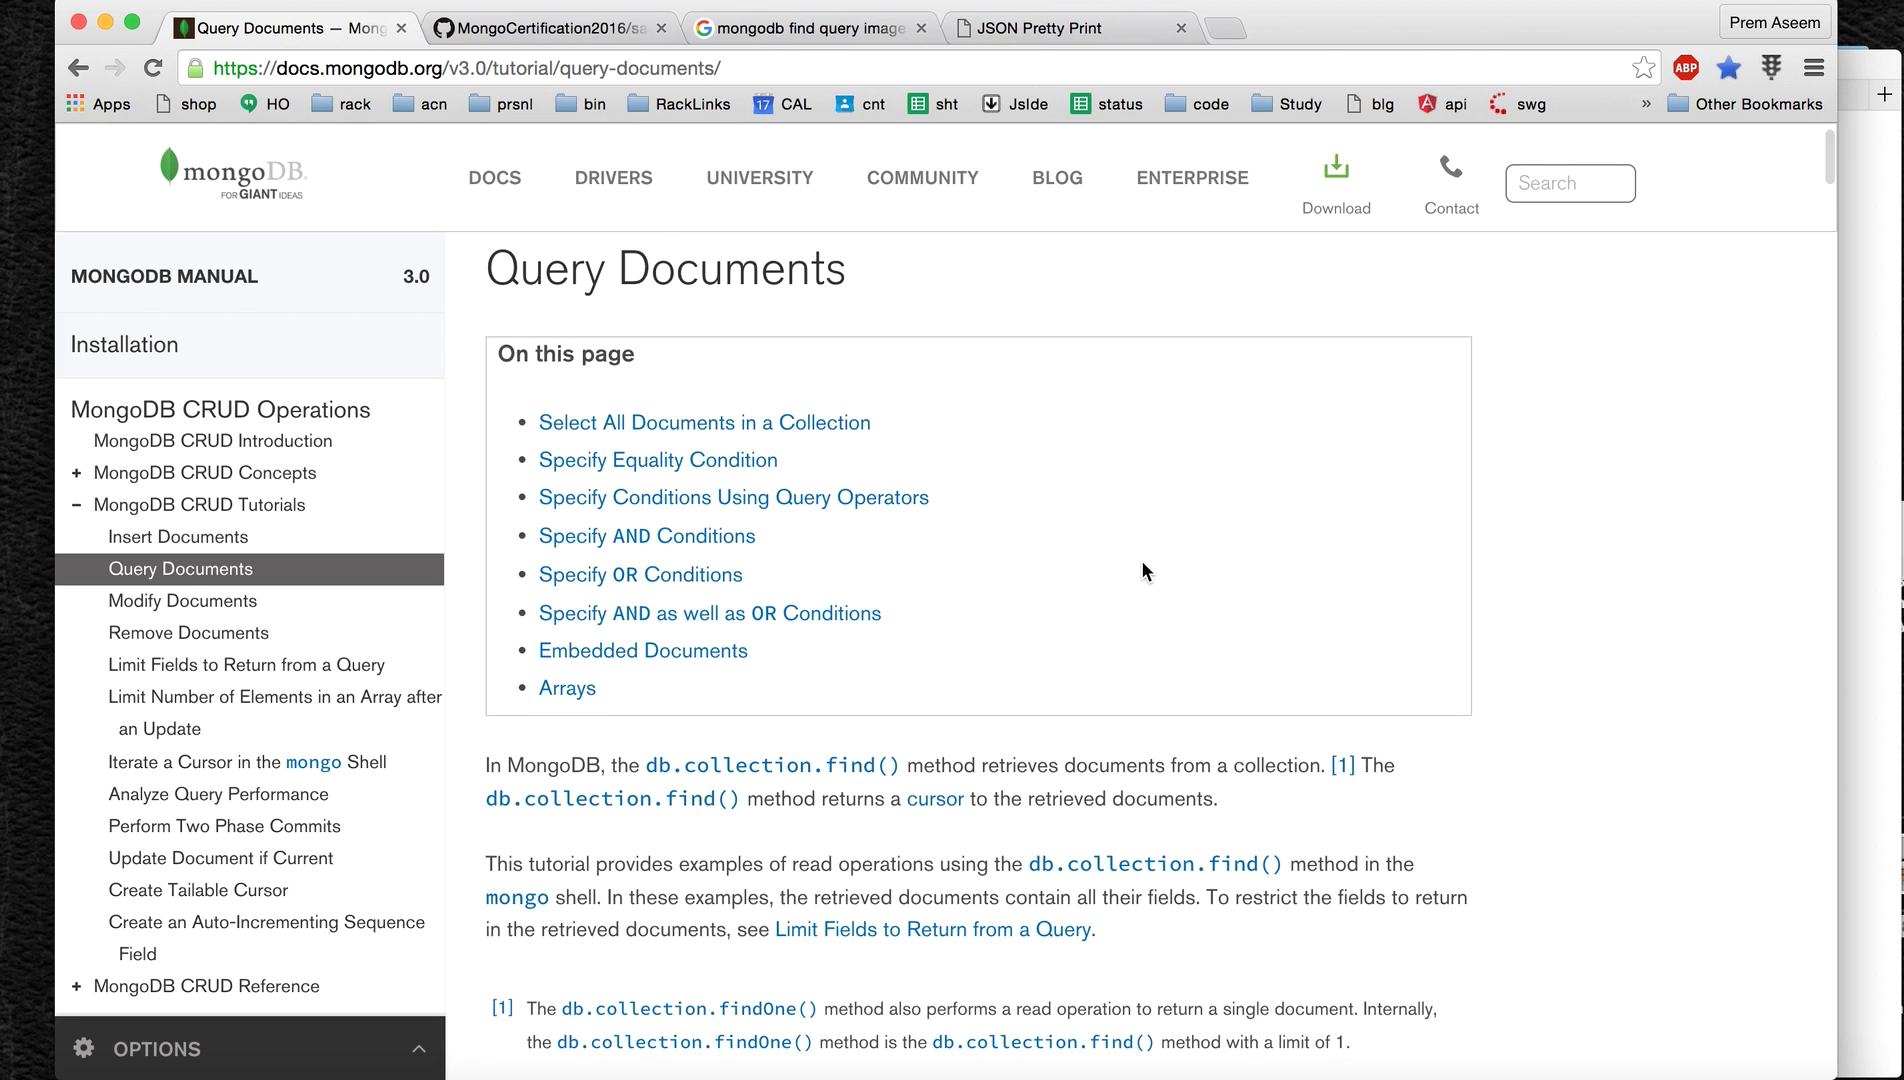 Prem Aseem
Query Documents — Mong
MongoCertification2016/sa
mongodb find query image
JSON Pretty Print
https://docs.mongodb.org/v3.0/tutorial/query-documents/
ABP
Apps shop HO rack acn prsnl bin RackLinks 17 CAL cnt sht JsIde status code Study blg api swg » Other Bookmarks
mongoDB.
FOR GIANT IDEAS
DOCS DRIVERS UNIVERSITY COMMUNITY BLOG ENTERPRISE
Download
Contact
Search
MONGODB MANUAL 3.0
Installation
MongoDB CRUD Operations
MongoDB CRUD Introduction
+ MongoDB CRUD Concepts
– MongoDB CRUD Tutorials
Insert Documents
Query Documents
Modify Documents
Remove Documents
Limit Fields to Return from a Query
Limit Number of Elements in an Array after
an Update
Iterate a Cursor in the mongo Shell
Analyze Query Performance
Perform Two Phase Commits
Update Document if Current
Create Tailable Cursor
Create an Auto-Incrementing Sequence
Field
+ MongoDB CRUD Reference
OPTIONS
Query Documents
On this page
• Select All Documents in a Collection
• Specify Equality Condition
• Specify Conditions Using Query Operators
• Specify AND Conditions
• Specify OR Conditions
• Specify AND as well as OR Conditions
• Embedded Documents
• Arrays
In MongoDB, the db.collection.find() method retrieves documents from a collection. [1] The
db.collection.find() method returns a cursor to the retrieved documents.
This tutorial provides examples of read operations using the db.collection.find() method in the
mongo shell. In these examples, the retrieved documents contain all their fields. To restrict the fields to return
in the retrieved documents, see Limit Fields to Return from a Query.
[1] The db.collection.findOne() method also performs a read operation to return a single document. Internally,
the db.collection.findOne() method is the db.collection.find() method with a limit of 1.